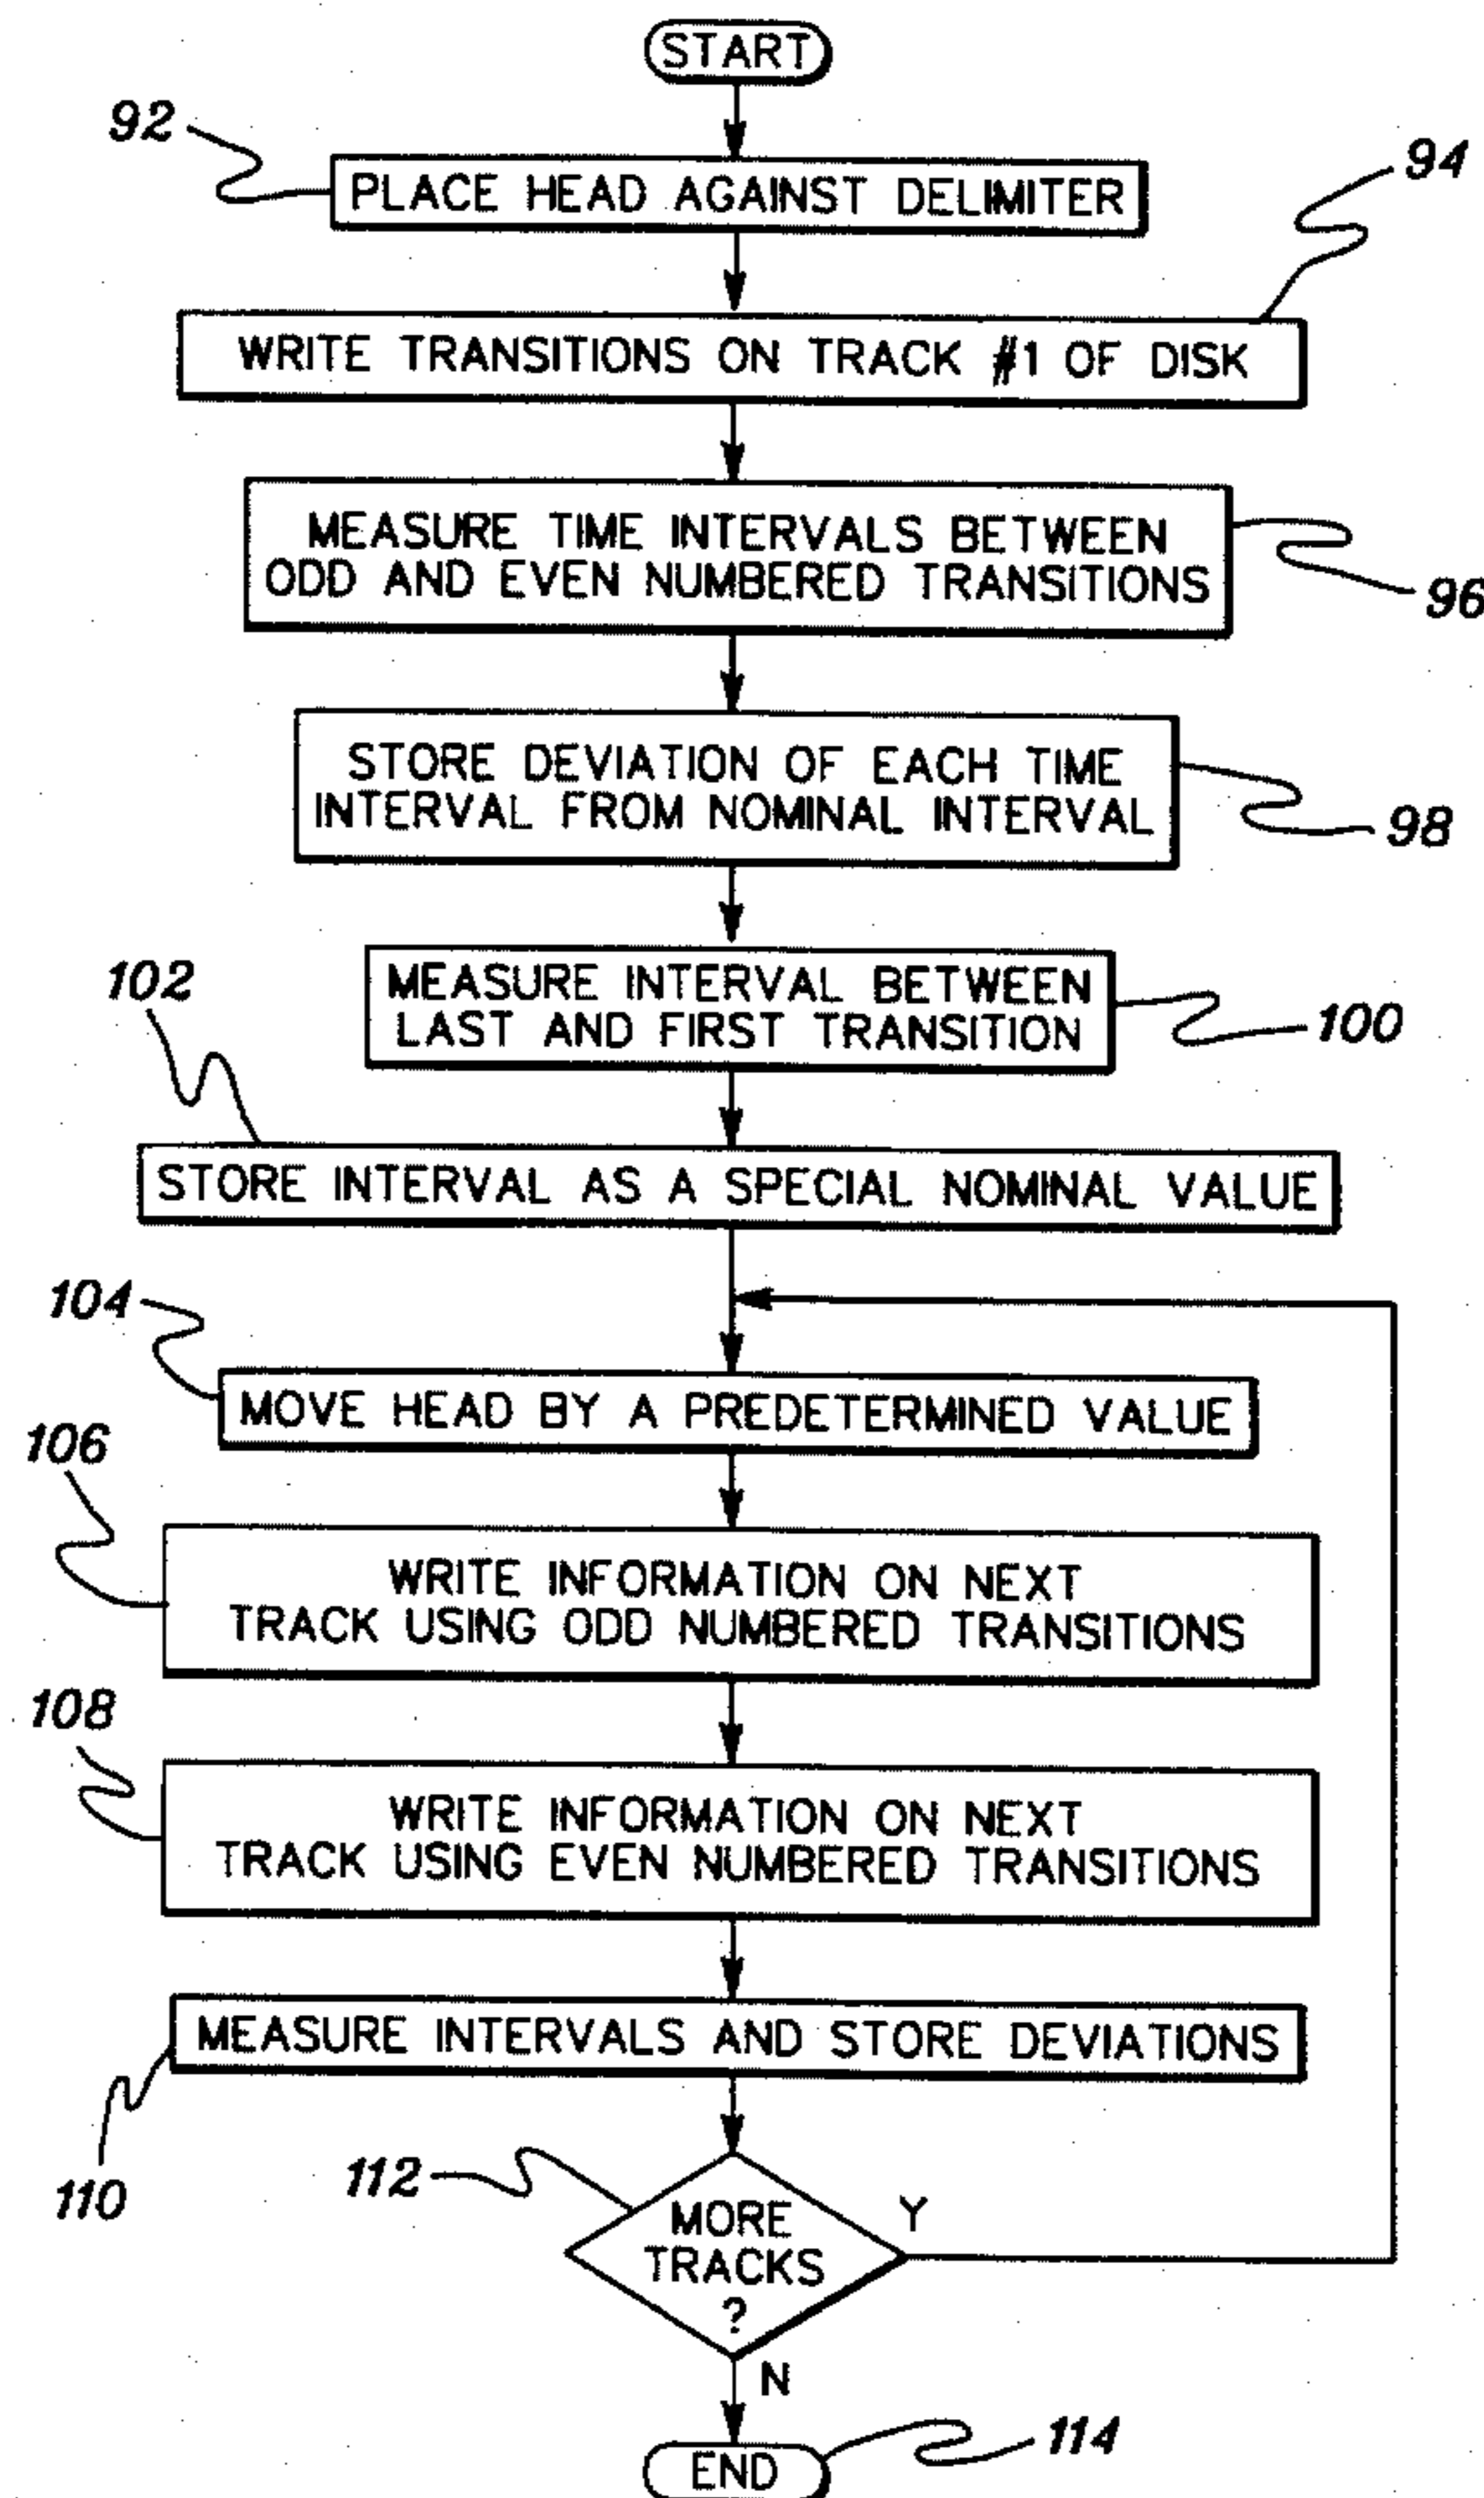 START
92
PLACE HEAD AGAINST DELIMITER
94
WRITE TRANSITIONS ON TRACK #1 OF DISK
MEASURE TIME INTERVALS BETWEEN
ODD AND EVEN NUMBERED TRANSITIONS
96
STORE DEVIATION OF EACH TIME
INTERVAL FROM NOMINAL INTERVAL
98
MEASURE INTERVAL BETWEEN
LAST AND FIRST TRANSITION
100
102
STORE INTERVAL AS A SPECIAL NOMINAL VALUE
104
MOVE HEAD BY A PREDETERMINED VALUE
106
WRITE INFORMATION ON NEXT
TRACK USING ODD NUMBERED TRANSITIONS
108
WRITE INFORMATION ON NEXT
TRACK USING EVEN NUMBERED TRANSITIONS
MEASURE INTERVALS AND STORE DEVIATIONS
110
112
MORE
TRACKS
?
Y
N
END
114